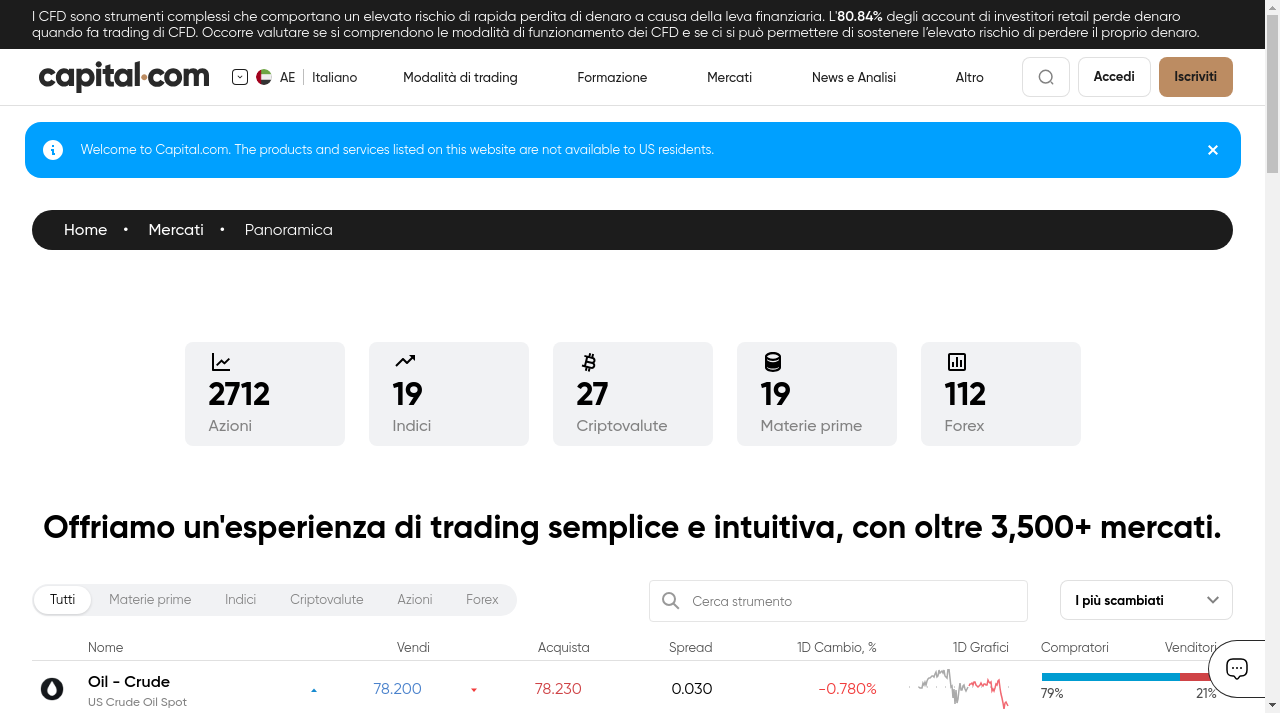 I CFD sono strumenti complessi che comportano un elevato rischio di rapida perdita di denaro a causa della leva finanziaria. L'80.84% degli account di investitori retail perde denaro
quando fa trading di CFD. Occorre valutare se si comprendono le modalità di funzionamento dei CFD e se ci si può permettere di sostenere l’elevato rischio di perdere il proprio denaro.
capital.com AE Italiano Modalità di trading Formazione Mercati News e Analisi Altro Accedi Iscriviti
Welcome to Capital.com. The products and services listed on this website are not available to US residents.
Home • Mercati • Panoramica
2712 19 27 19 112
Azioni Indici Criptovalute Materie prime Forex
Offriamo un'esperienza di trading semplice e intuitiva, con oltre 3,500+ mercati.
Tutti Materie prime Indici Criptovalute Azioni Forex Cerca strumento I più scambiati
Nome Vendi Acquista Spread 1D Cambio, % 1D Grafici Compratori Venditori
Oil - Crude 78.200 78.230 0.030 -0.780%
US Crude Oil Spot 79% 21%